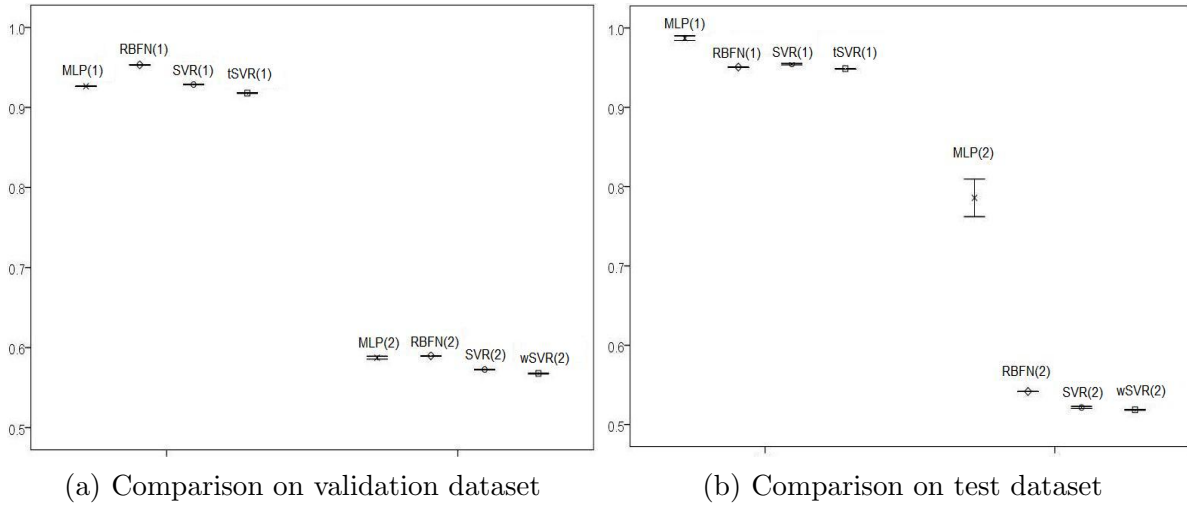 1.0
0.9
0.8
0.7
0.6
0.5
MLP(1)
RBFN(1)
SVR(1)
tSVR(1)
MLP(2)
RBFN(2)
SVR(2)
wSVR(2)
(a) Comparison on validation dataset
1.0
0.9
0.8
0.7
0.6
0.5
MLP(1)
RBFN(1)
SVR(1)
tSVR(1)
MLP(2)
RBFN(2)
SVR(2)
wSVR(2)
(b) Comparison on test dataset